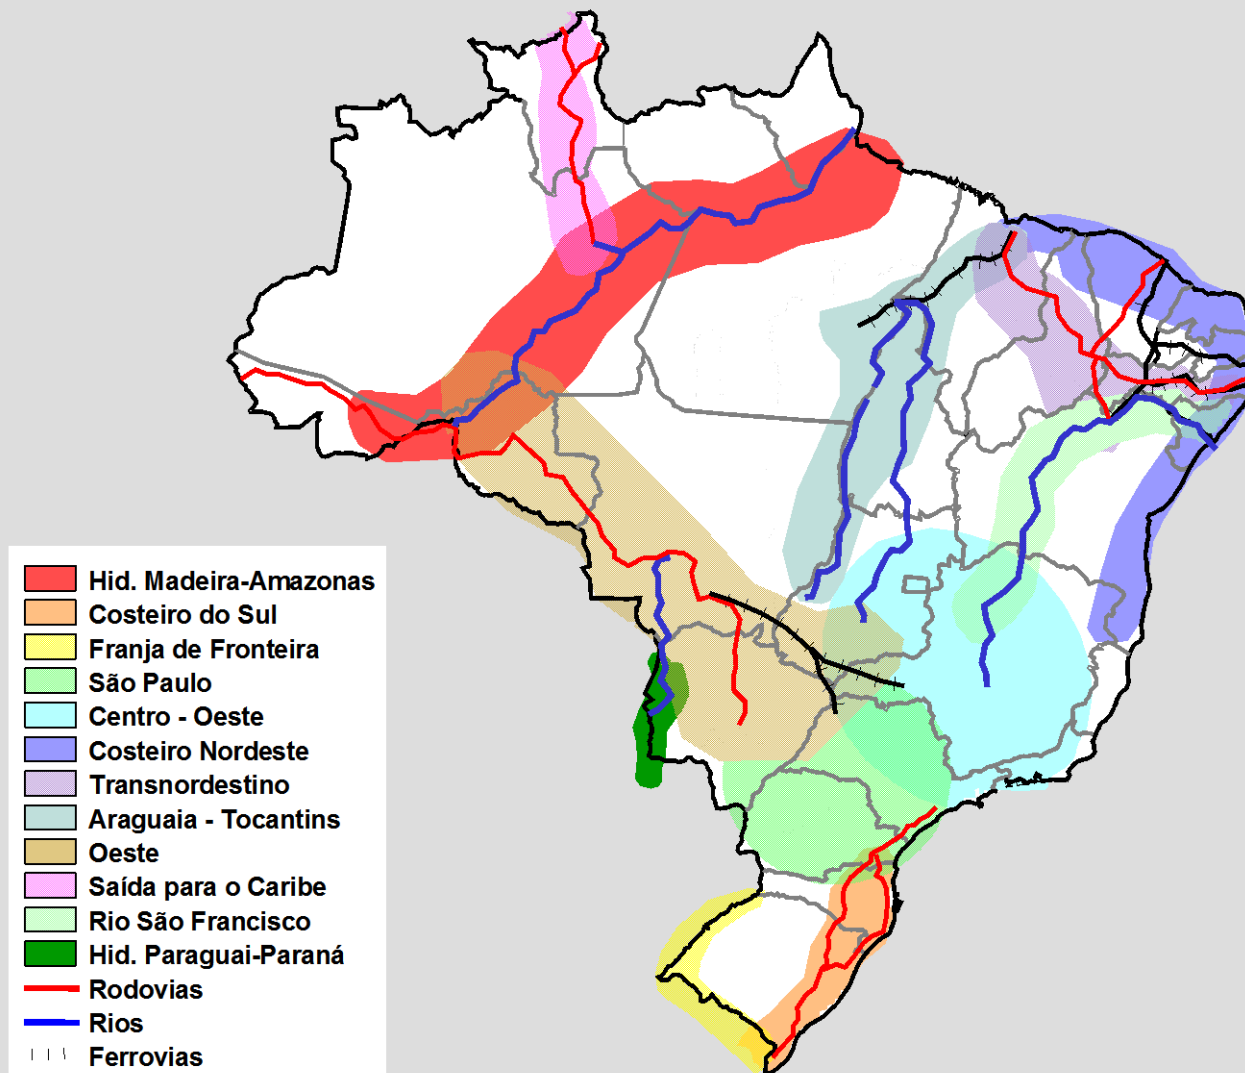 Hid. Madeira-Amazonas
Costeiro do Sul
Franja de Fronteira
São Paulo
Centro - Oeste
Costeiro Nordeste
Transnordestino
Araguaia - Tocantins
Oeste
Saída para o Caribe
Rio São Francisco
Hid. Paraguai-Paraná
Rodovias
Rios
Ferrovias